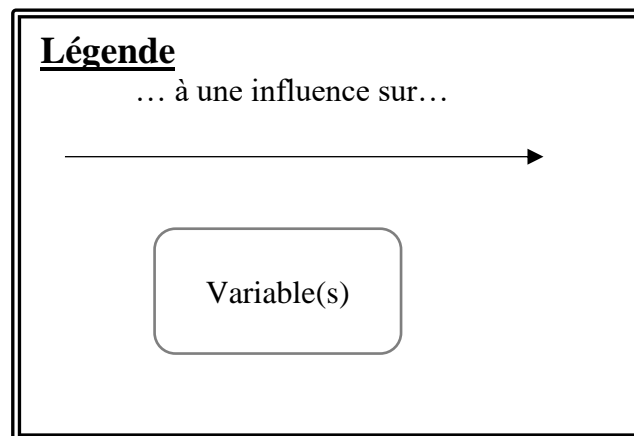 Légende
… à une influence sur…
Variable(s)